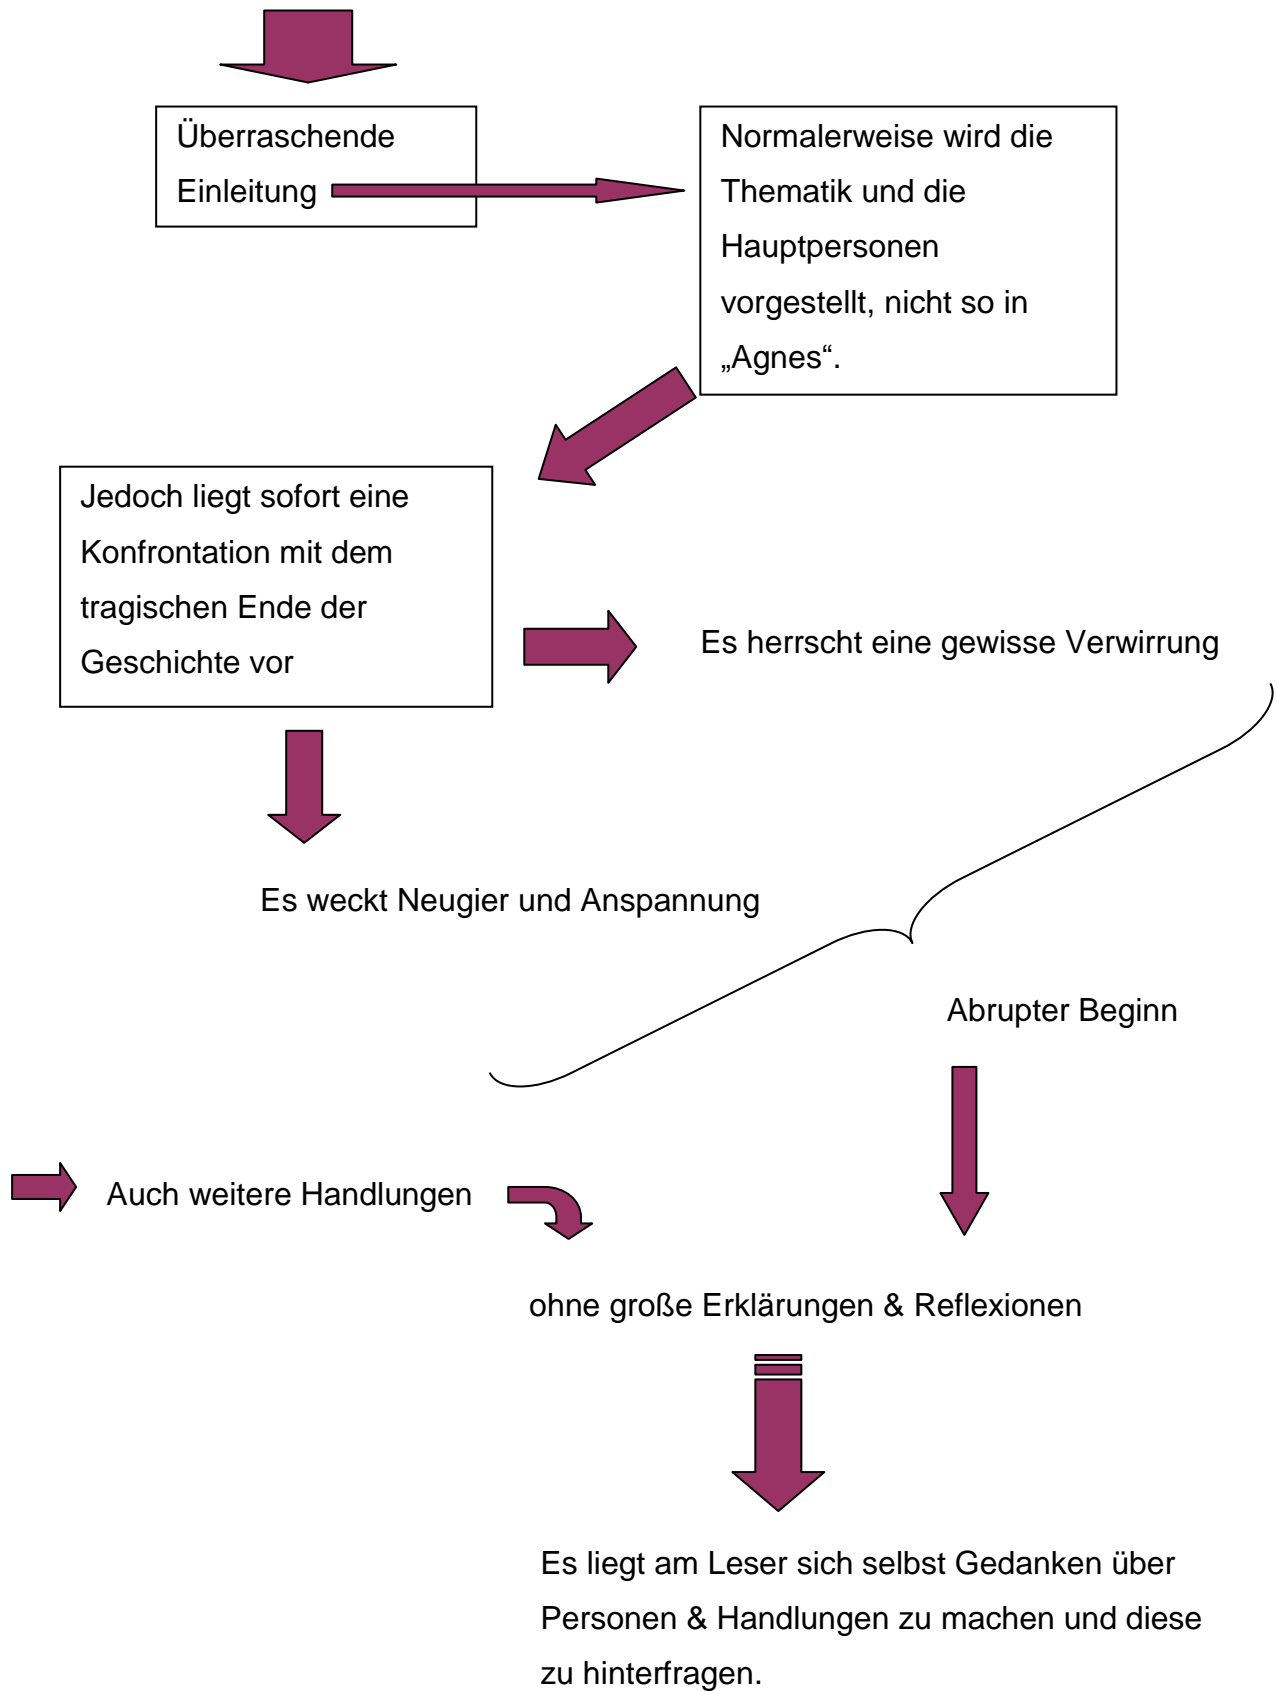 Überraschende
Einleitung
Normalerweise wird die
Thematik und die
Hauptpersonen
vorgestellt, nicht so in
„Agnes“.
Jedoch liegt sofort eine
Konfrontation mit dem
tragischen Ende der
Geschichte vor
Es herrscht eine gewisse Verwirrung
Es weckt Neugier und Anspannung
Abrupter Beginn
Auch weitere Handlungen
ohne große Erklärungen & Reflexionen
Es liegt am Leser sich selbst Gedanken über
Personen & Handlungen zu machen und diese
zu hinterfragen.